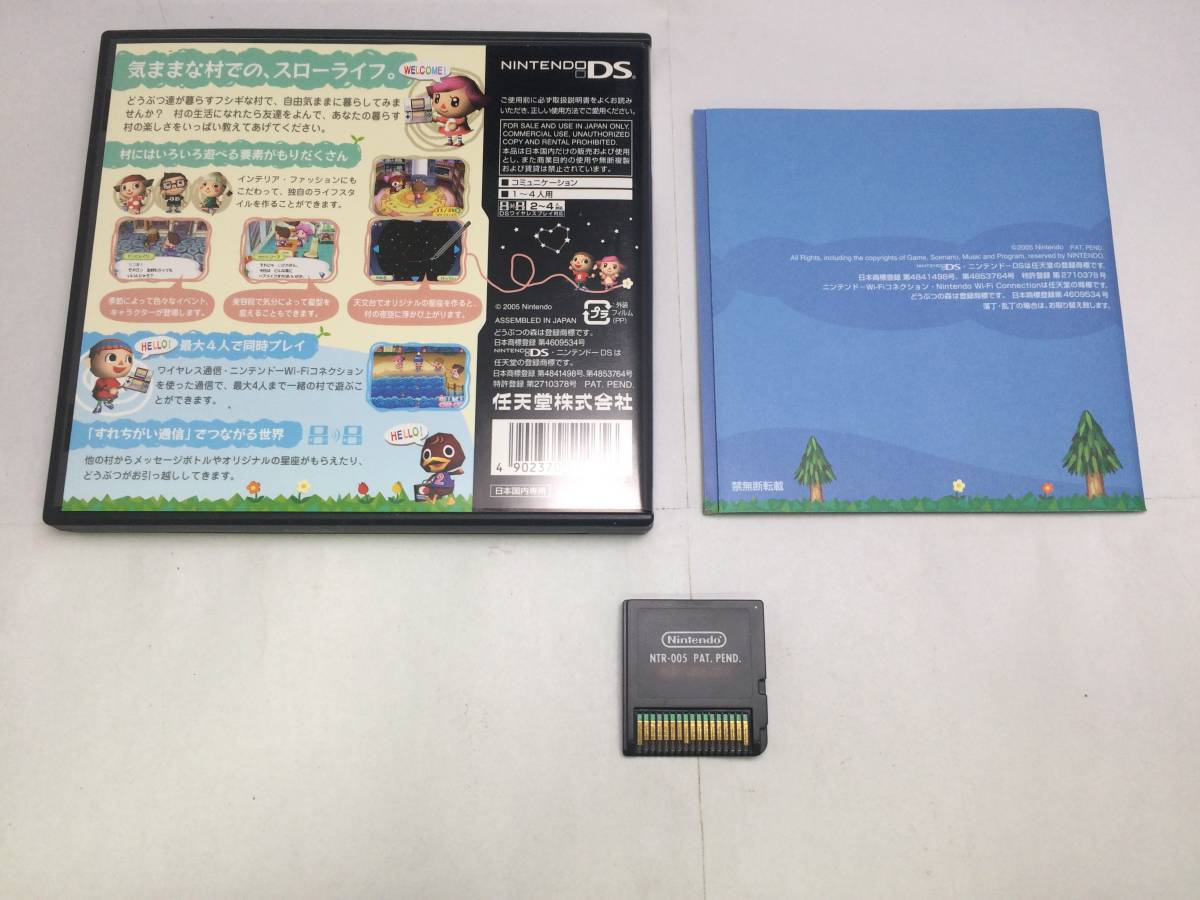 気ままな村での、スローライフ。
WELCOME!
どうぶつ達が暮らすフシギな村で、自由気ままに暮らしてみま
せんか? 村の生活になれたら友達をよんで、あなたの暮らす
村の楽しさをいっぱい教えてあげてください。
村にはいろいろ遊べる要素がもりだくさん
インテリア・ファッションにも
こだわって、独自のライフスタ
イルを作ることができます。
季節によって色々なイベント、
キャラクターが登場します。
美容院で気分によって髪型を
変えることもできます。
天文台でオリジナルの星座を作ると、
村の夜空に浮かび上がります。
HELLO!
最大4人で同時プレイ
ワイヤレス通信・ニンテンドーWi-Fiコネクション
を使った通信で、最大4人まで一緒の村で遊ぶこ
とができます。
「すれちがい通信」でつながる世界
HELLO!
他の村からメッセージボトルやオリジナルの星座がもらえたり、
どうぶつがお引っ越ししてきます。
NINTENDO DS
ご使用前に必ず取扱説明書をよくお読み
いただき、正しい使用方法でご愛用ください。
FOR SALE AND USE IN JAPAN ONLY.
COMMERCIAL USE, UNAUTHORIZED
COPY AND RENTAL PROHIBITED.
本品は日本国内だけの販売および使用
とし、また商業目的の使用や無断複製
および賃貸は禁止されています。
■コミュニケーション
■1〜4人用
2〜4人対応
DSワイヤレスプレイ対応
© 2005 Nintendo
ASSEMBLED IN JAPAN
プラ
:外装
フィルム
(PP)
どうぶつの森は登録商標です。
日本商標登録 第4609534号
NINTENDO DS・ニンテンドーDSは
任天堂の登録商標です。
日本商標登録 第4841498号、第4853764号
特許登録 第2710378号 PAT. PEND.
任天堂株式会社
4 90237
日本国内専用
©2005 Nintendo PAT. PEND.
All Rights, including the copyrights of Game, Scenario, Music and Program, reserved by NINTENDO.
NINTENDO DS・ニンテンドーDSは任天堂の登録商標です。
日本商標登録 第4841498号、第4853764号 特許登録 第2710378号
ニンテンドーWi-Fiコネクション・Nintendo Wi-Fi Connectionは任天堂の商標です。
どうぶつの森は登録商標です。 日本商標登録第4609534号
落丁・乱丁の場合は、お取り替え致します。
禁無断転載
Nintendo
NTR-005 PAT. PEND.